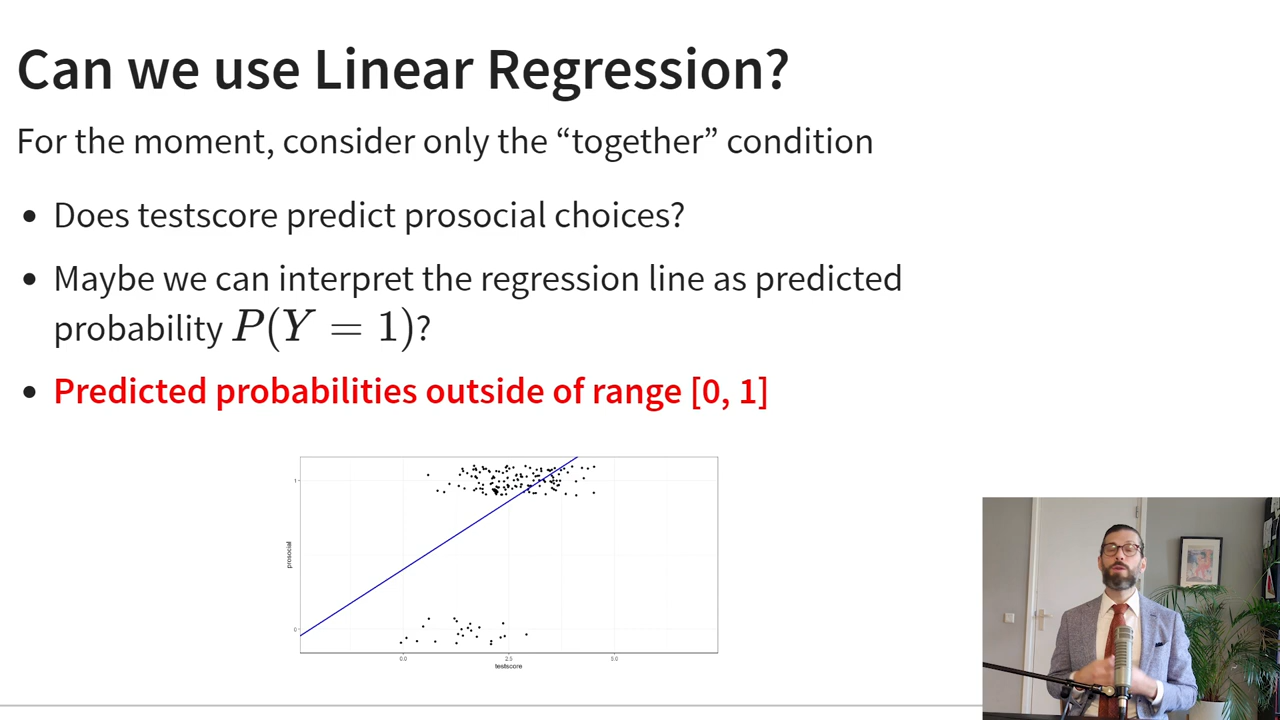 Can we use Linear Regression?
For the moment, consider only the “together” condition
• Does testscore predict prosocial choices?
• Maybe we can interpret the regression line as predicted
probability P(Y = 1)?
• Predicted probabilities outside of range [0, 1]
1
prosocial
0
0.0 2.5 5.0
testscore